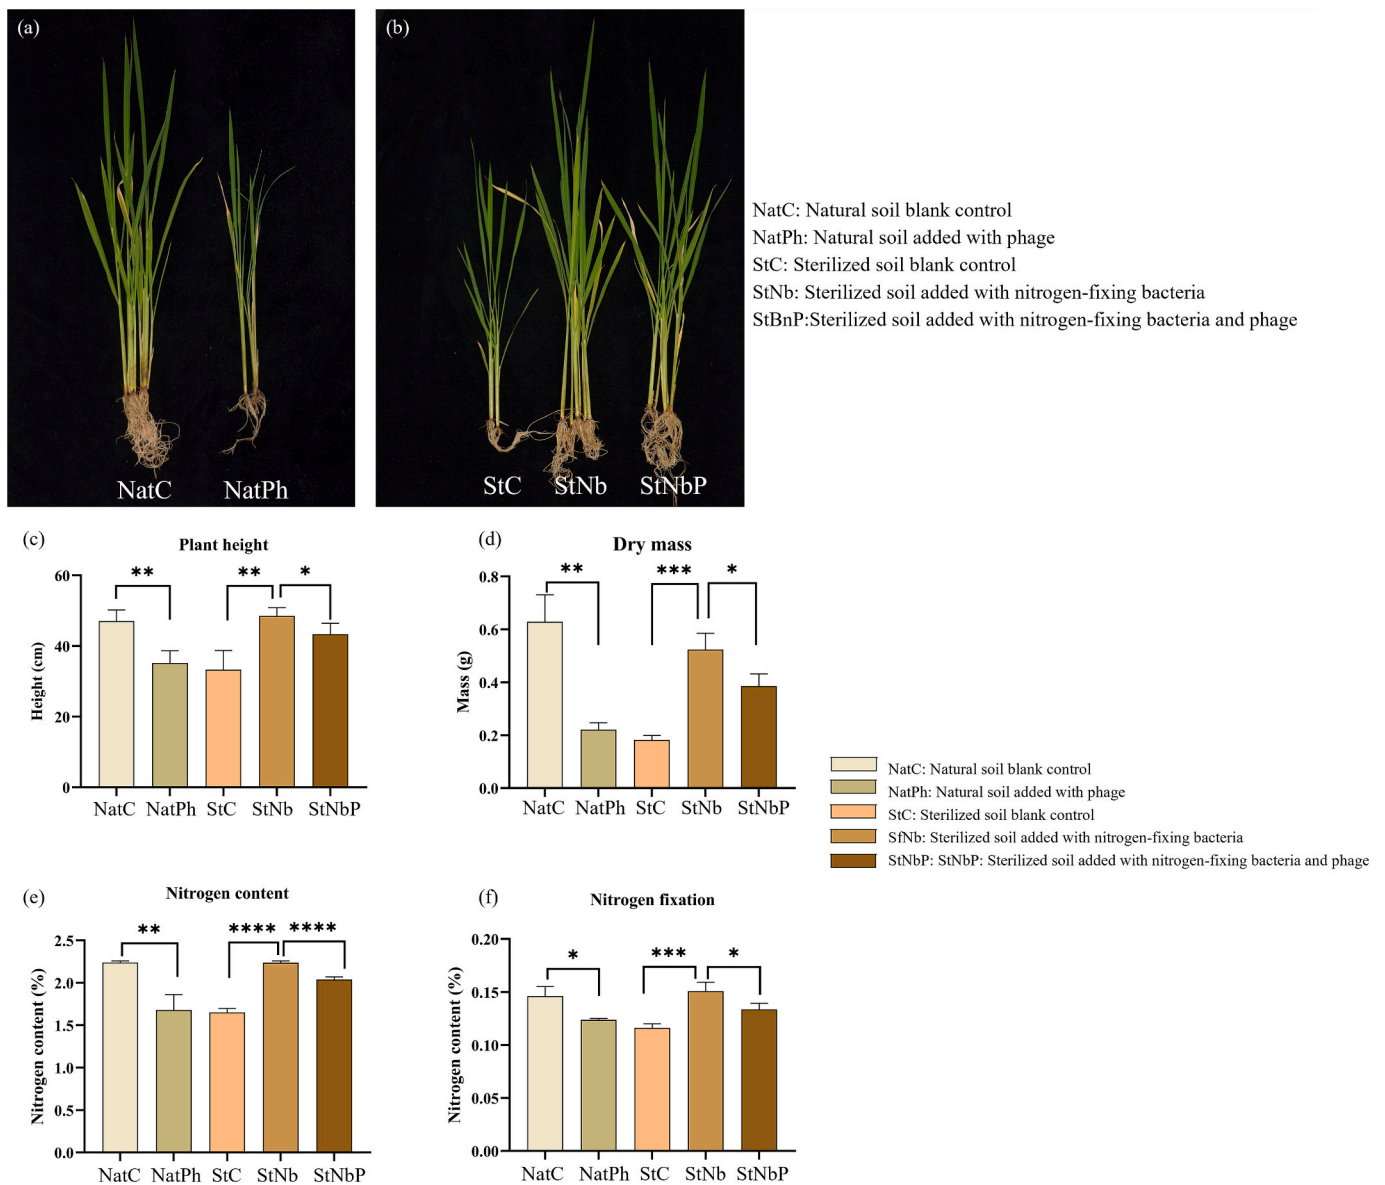 (a)
NatC NatPh
(b)
StC StNb StNbP
NatC: Natural soil blank control
NatPh: Natural soil added with phage
StC: Sterilized soil blank control
StNb: Sterilized soil added with nitrogen-fixing bacteria
StBnP:Sterilized soil added with nitrogen-fixing bacteria and phage
(c)
Plant height
** ** *
Height (cm)
60
40
20
0
NatC NatPh StC StNb StNbP
(d)
Dry mass
** *** *
Mass (g)
0.8
0.6
0.4
0.2
0.0
NatC NatPh StC StNb StNbP
NatC: Natural soil blank control
NatPh: Natural soil added with phage
StC: Sterilized soil blank control
SfNb: Sterilized soil added with nitrogen-fixing bacteria
StNbP: StNbP: Sterilized soil added with nitrogen-fixing bacteria and phage
(e)
Nitrogen content
** **** ****
Nitrogen content (%)
2.5
2.0
1.5
1.0
0.5
0.0
NatC NatPh StC StNb StNbP
(f)
Nitrogen fixation
* *** *
Nitrogen content (%)
0.20
0.15
0.10
0.05
0.00
NatC NatPh StC StNb StNbP